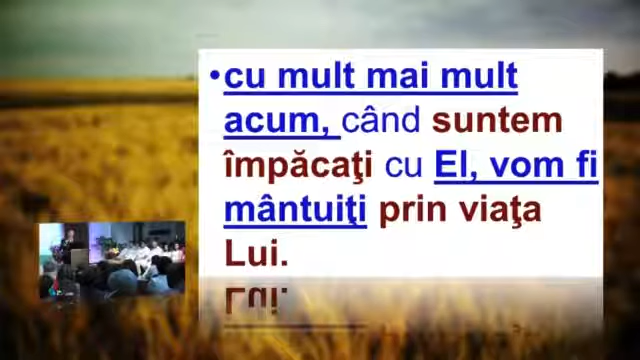 •cu mult mai mult
acum, când suntem
împăcaţi cu El, vom fi
mântuiţi prin viaţa
Lui.